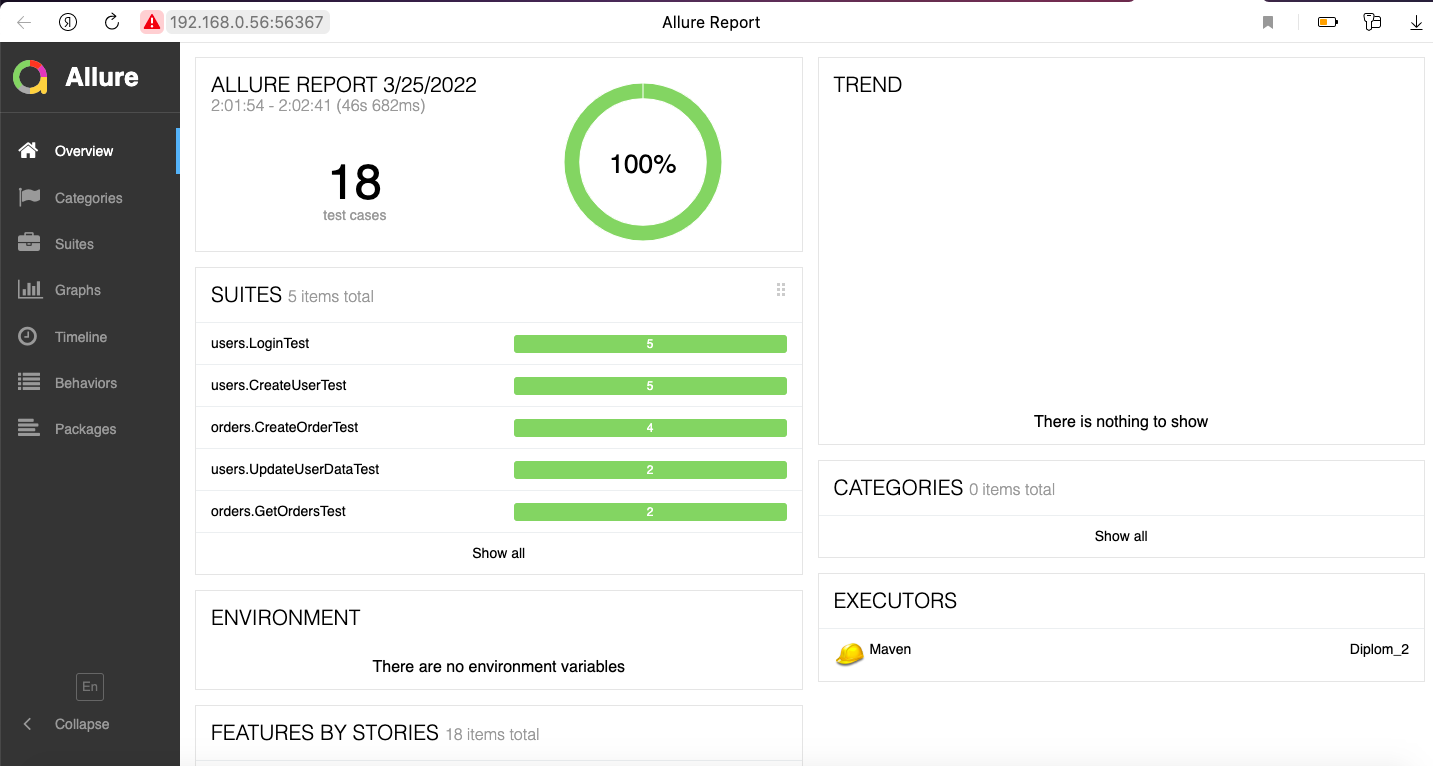 192.168.0.56:56367
Allure Report
Allure
Overview
Categories
Suites
Graphs
Timeline
Behaviors
Packages
En
Collapse
ALLURE REPORT 3/25/2022
2:01:54 - 2:02:41 (46s 682ms)
18
test cases
100%
SUITES 5 items total
users.LoginTest 5
users.CreateUserTest 5
orders.CreateOrderTest 4
users.UpdateUserDataTest 2
orders.GetOrdersTest 2
Show all
ENVIRONMENT
There are no environment variables
FEATURES BY STORIES 18 items total
TREND
There is nothing to show
CATEGORIES 0 items total
Show all
EXECUTORS
Maven Diplom_2